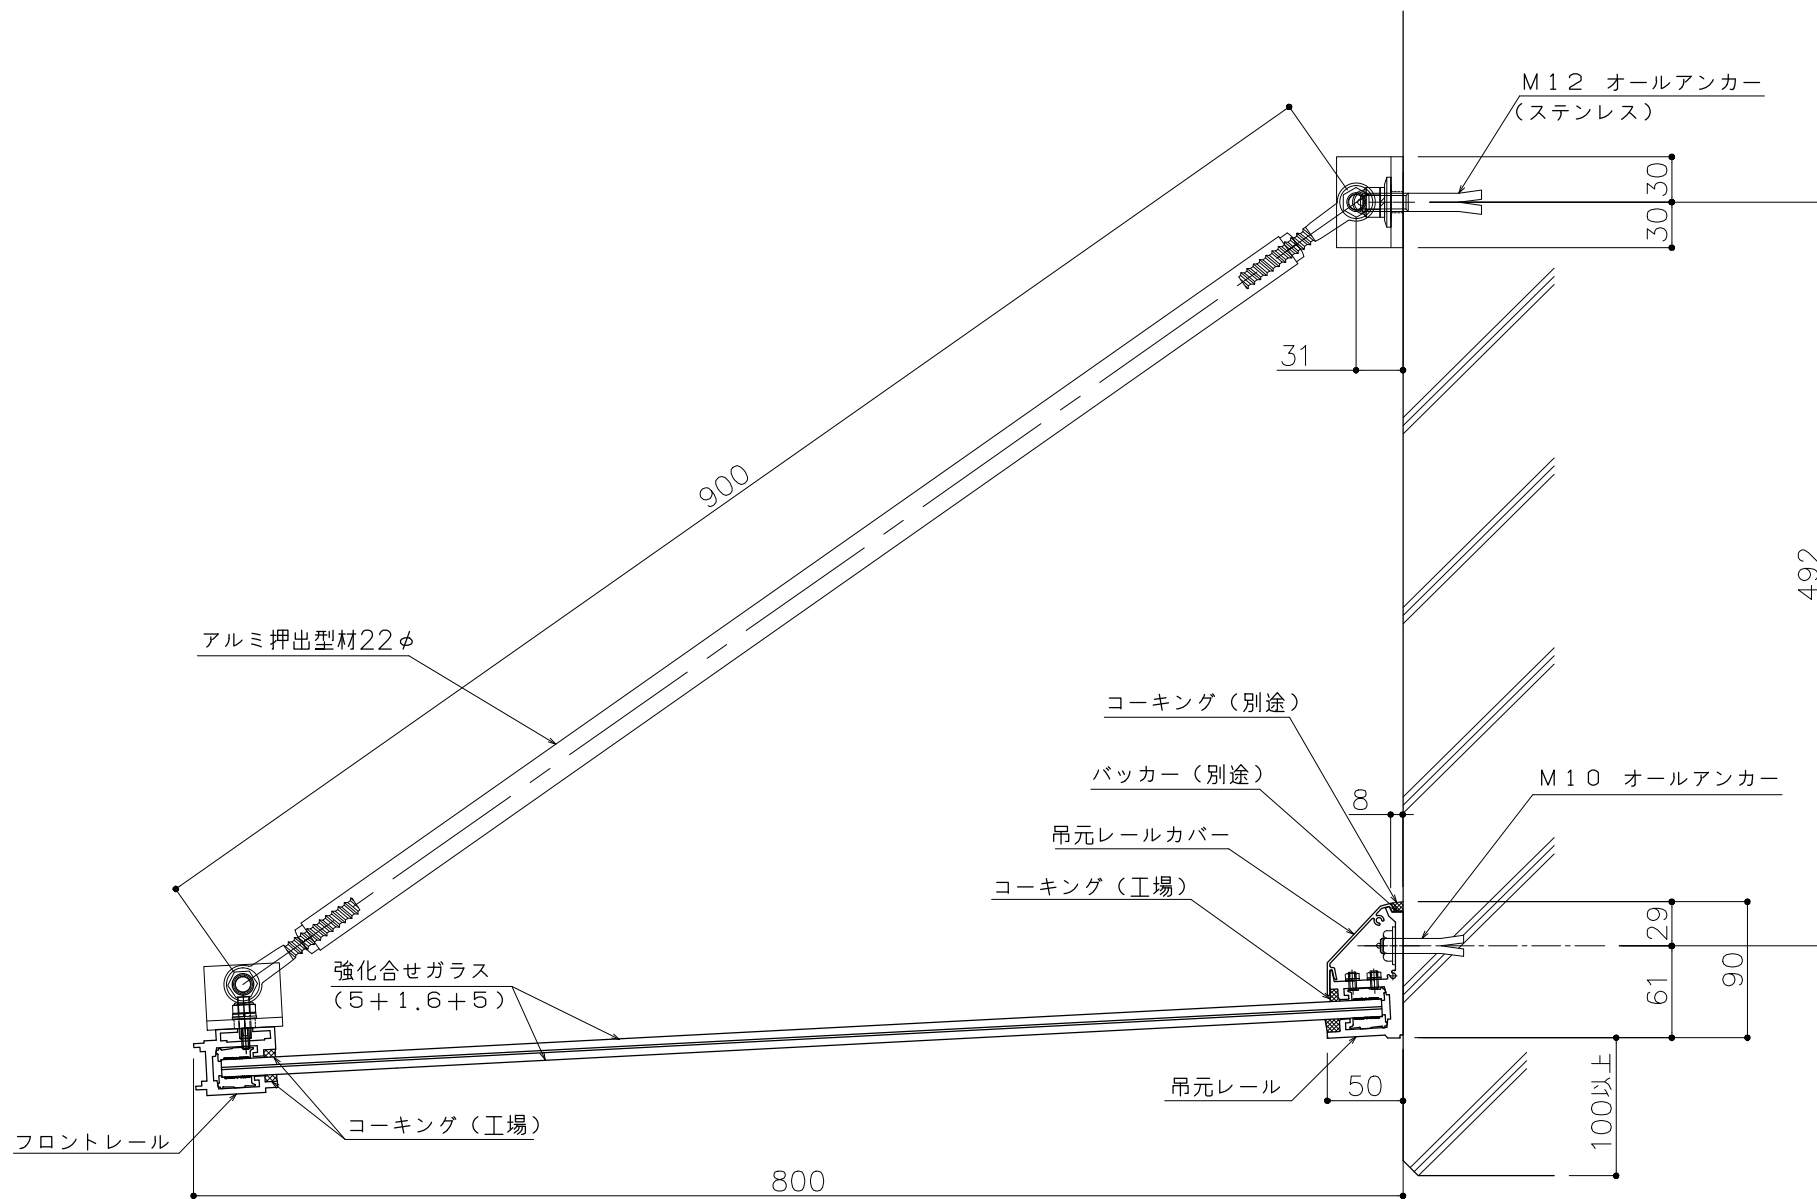 M12 オールアンカー
(ステンレス)
30
30
31
900
492
アルミ押出型材22φ
コーキング(別途)
バッカー(別途)
M10 オールアンカー
8
吊元レールカバー
コーキング(工場)
29
61
90
強化合せガラス
(5+1.6+5)
吊元レール
50
100以上
コーキング(工場)
フロントレール
800